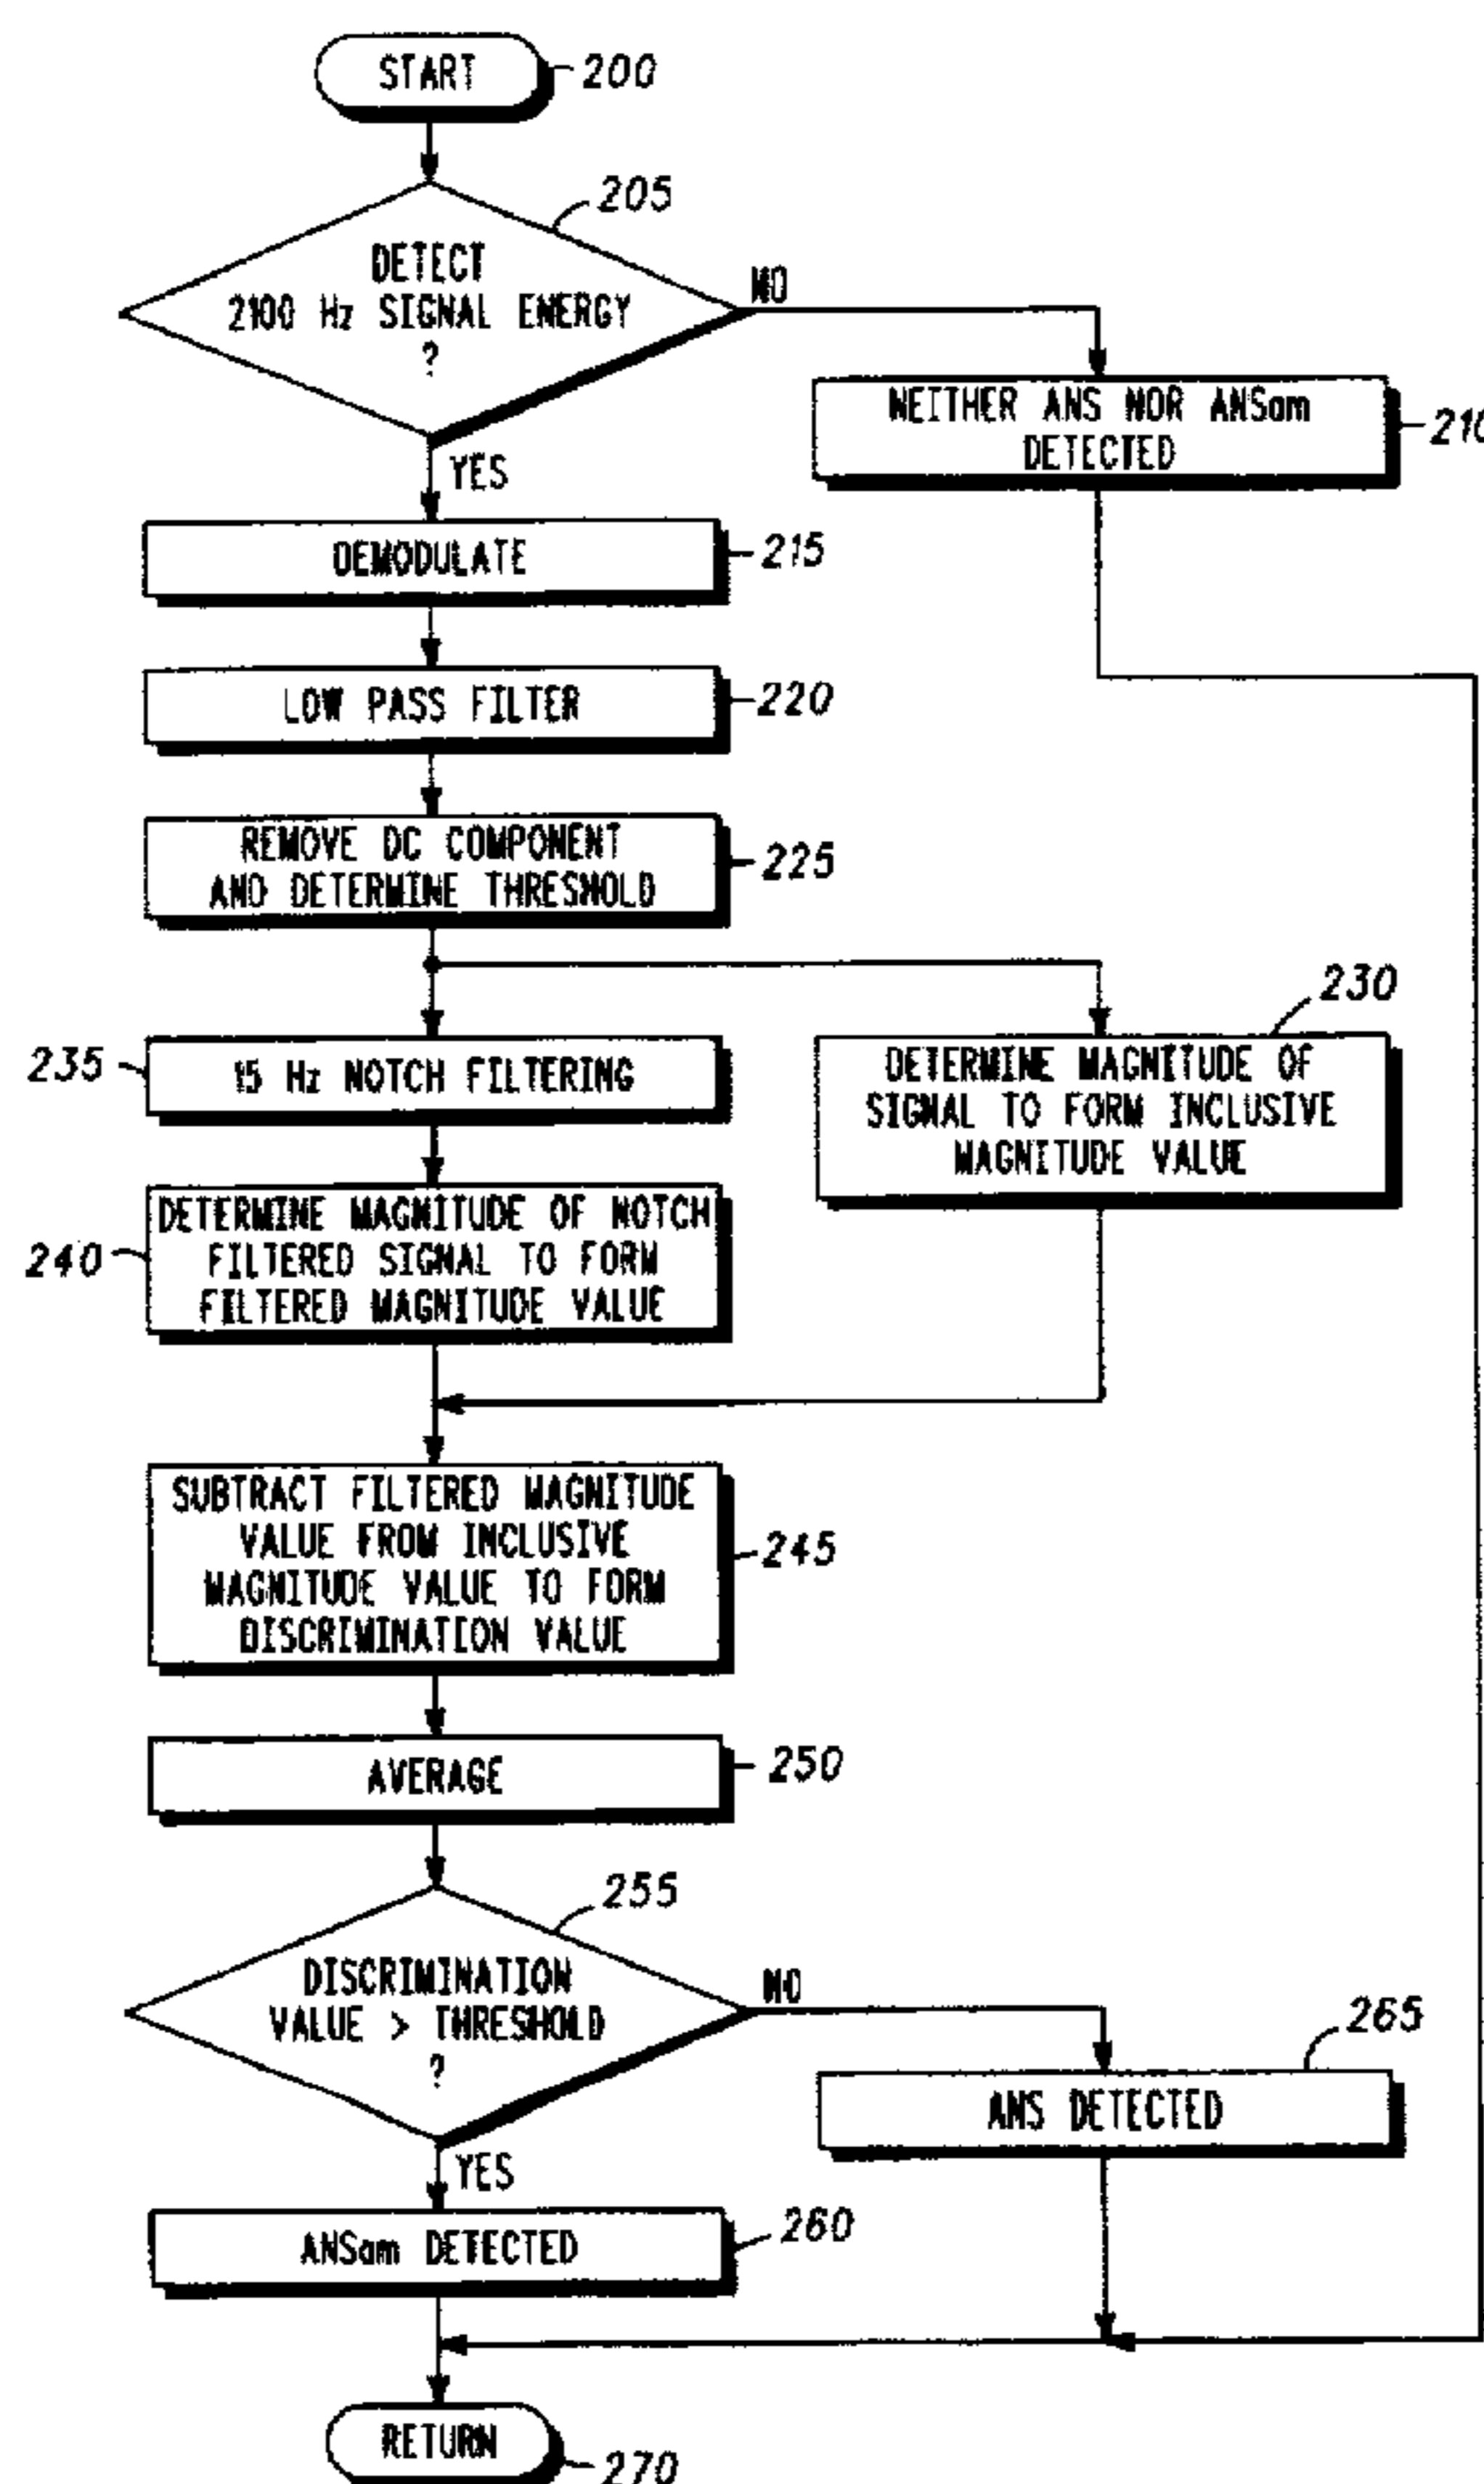 START
200
205
DETECT
2100 Hz SIGNAL ENERGY
?
NO
YES
NEITHER ANS NOR ANSam
DETECTED
210
DEMODULATE
215
LOW PASS FILTER
220
REMOVE DC COMPONENT
AND DETERMINE THRESHOLD
225
230
235
15 Hz NOTCH FILTERING
DETERMINE MAGNITUDE OF
SIGNAL TO FORM INCLUSIVE
MAGNITUDE VALUE
240
DETERMINE MAGNITUDE OF NOTCH
FILTERED SIGNAL TO FORM
FILTERED MAGNITUDE VALUE
SUBTRACT FILTERED MAGNITUDE
VALUE FROM INCLUSIVE
MAGNITUDE VALUE TO FORM
DISCRIMINATION VALUE
245
AVERAGE
250
255
DISCRIMINATION
VALUE > THRESHOLD
?
NO
YES
265
ANS DETECTED
ANSam DETECTED
260
RETURN
270